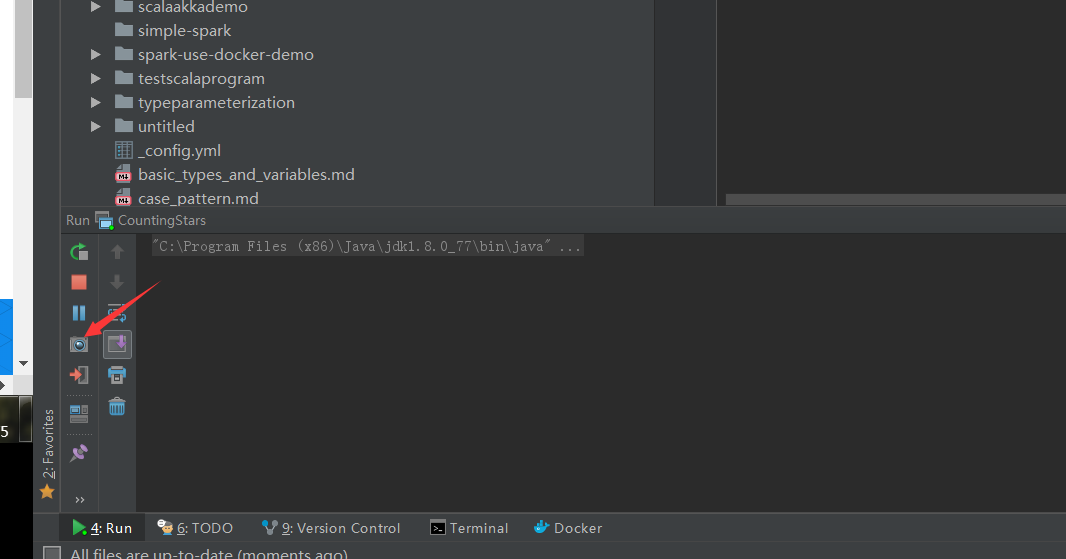 scalaakkademo
simple-spark
spark-use-docker-demo
testscalaprogram
typeparameterization
untitled
_config.yml
basic_types_and_variables.md
case_pattern.md
Run CountingStars
"C:\Program Files (x86)\Java\jdk1.8.0_77\bin\java" ...
5
2: Favorites
4: Run 6: TODO 9: Version Control Terminal Docker
All files are up-to-date (moments ago)